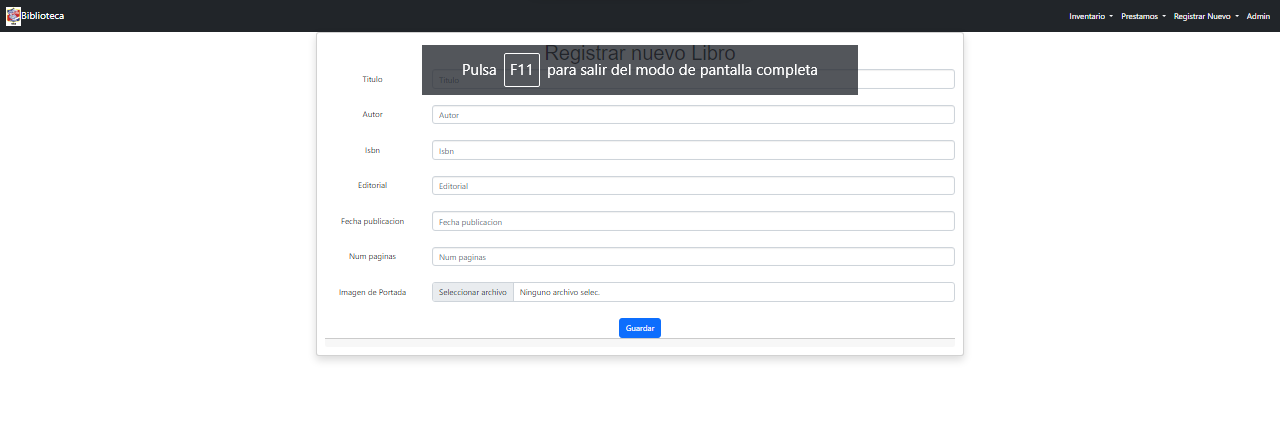 Biblioteca
Inventario Prestamos Registrar Nuevo Admin
Registrar nuevo Libro
Pulsa F11 para salir del modo de pantalla completa
Titulo Titulo
Autor Autor
Isbn Isbn
Editorial Editorial
Fecha publicacion Fecha publicacion
Num paginas Num paginas
Imagen de Portada Seleccionar archivo Ninguno archivo selec.
Guardar